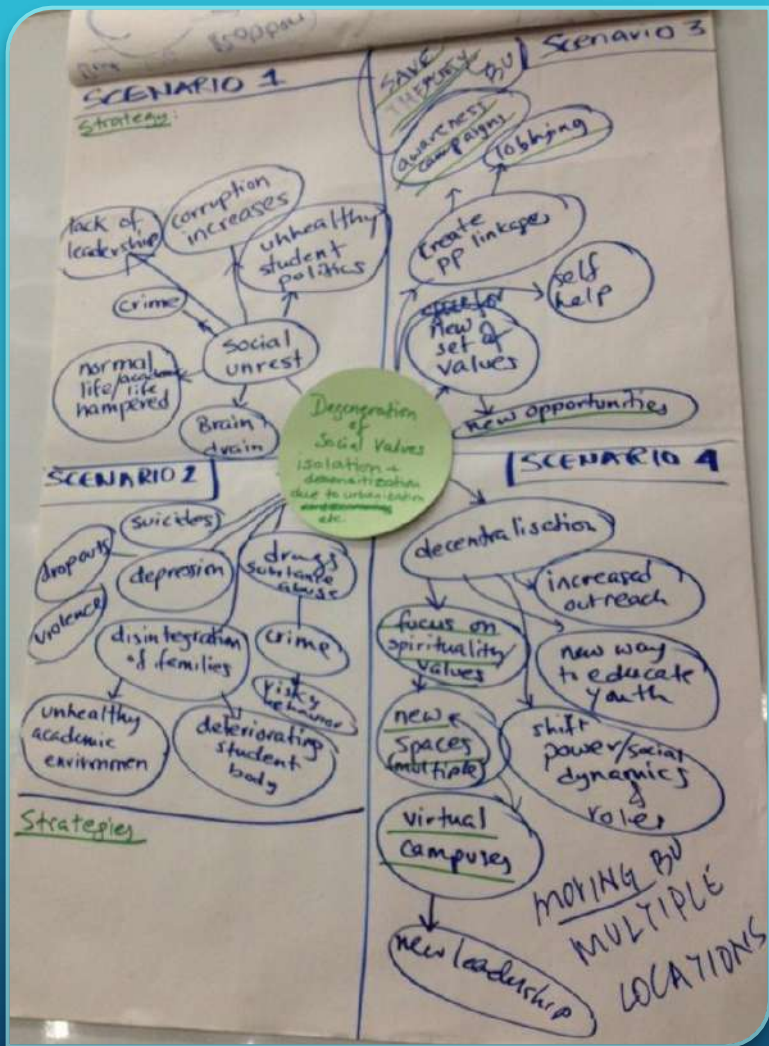 SCENARIO 1
Strategy:
lack of
leadership
corruption
increases
unhealthy
student
politics
crime
social
unrest
normal
life/academic
life
hampered
Brain
drain
Scenario 3
SAVE
BU
awareness
campaigns
lobbying
create
pp linkages
self
help
new
set of
values
new opportunities
Degeneration
of
Social Values
isolation +
desensitization
due to urbanization
etc.
SCENARIO 2
suicides
dropouts
depression
violence
drugs
substance
abuse
disintegration
of families
crime
risky
behavior
unhealthy
academic
envirnmen
deteriorating
student
body
Strategies
SCENARIO 4
decentralisation
increased
outreach
focus on
spirituality/
values
new way
to educate
youth
new
spaces
(multiple)
shift
power/social
dynamics
&
roles
virtual
campuses
new leadership
MOVING BU
MULTIPLE
LOCATIONS